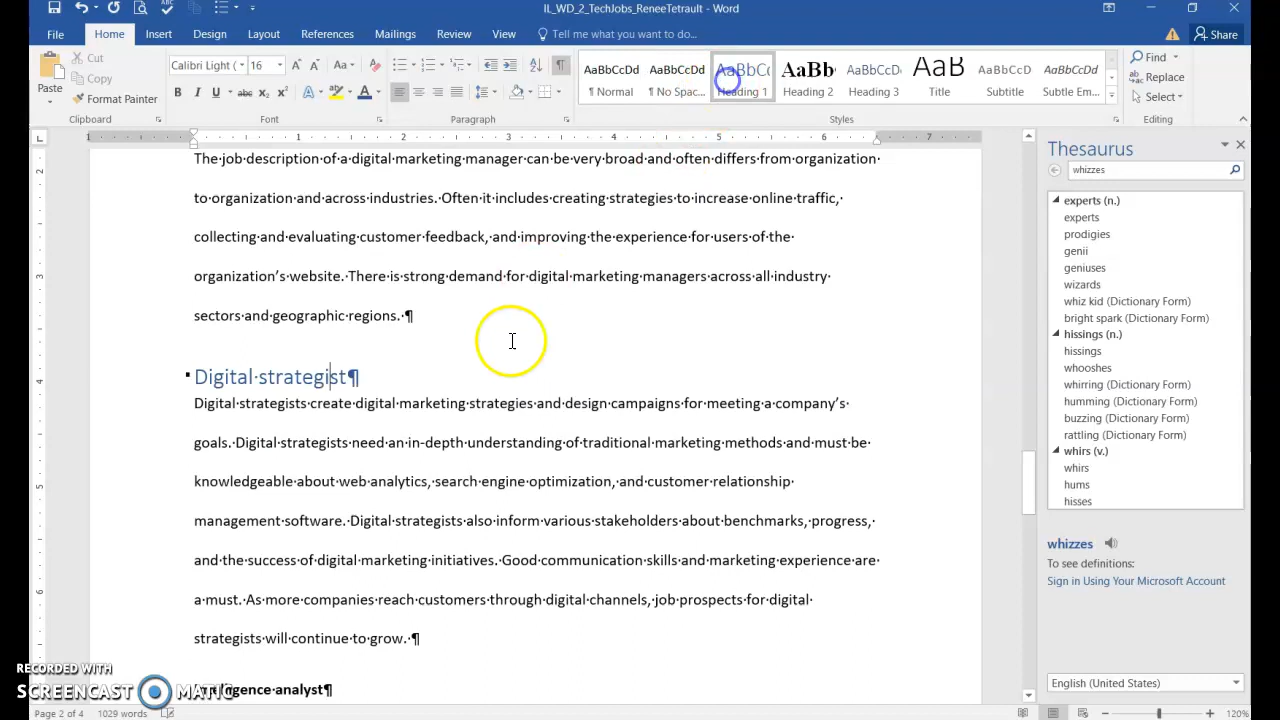 IL_WD_2_TechJobs_ReneeTetrault - Word
File Home Insert Design Layout References Mailings Review View Tell me what you want to do... Share
Paste Cut Copy Format Painter
Clipboard
Calibri Light ( 16
Font
Paragraph
AaBbCcDd AaBbCcDd AaBbC AaBb AaBbCcD AaB AaBbCcD AaBbCcD
¶ Normal ¶ No Spac... Heading 1 Heading 2 Heading 3 Title Subtitle Subtle Em...
Styles
Find
Replace
Select
Editing
The·job·description·of·a·digital·marketing·manager·can·be·very·broad·and·often·differs·from·organization·
to·organization·and·across·industries.·Often·it·includes·creating·strategies·to·increase·online·traffic,·
collecting·and·evaluating·customer·feedback,·and·improving·the·experience·for·users·of·the·
organization's·website.·There·is·strong·demand·for·digital·marketing·managers·across·all·industry·
sectors·and·geographic·regions.·¶
Digital·strategist¶
Digital·strategists·create·digital·marketing·strategies·and·design·campaigns·for·meeting·a·company's·
goals.·Digital·strategists·need·an·in-depth·understanding·of·traditional·marketing·methods·and·must·be·
knowledgeable·about·web·analytics,·search·engine·optimization,·and·customer·relationship·
management·software.·Digital·strategists·also·inform·various·stakeholders·about·benchmarks,·progress,·
and·the·success·of·digital·marketing·initiatives.·Good·communication·skills·and·marketing·experience·are·
a·must.·As·more·companies·reach·customers·through·digital·channels,·job·prospects·for·digital·
strategists·will·continue·to·grow.·¶
analyst¶
Thesaurus
whizzes
experts (n.)
experts
prodigies
genii
geniuses
wizards
whiz kid (Dictionary Form)
bright spark (Dictionary Form)
hissings (n.)
hissings
whooshes
whirring (Dictionary Form)
humming (Dictionary Form)
buzzing (Dictionary Form)
rattling (Dictionary Form)
whirs (v.)
whirs
hums
hisses
whizzes
To see definitions:
Sign in Using Your Microsoft Account
English (United States)
RECORDED WITH
SCREENCAST MATIC
Page 2 of 4 1029 words 120%